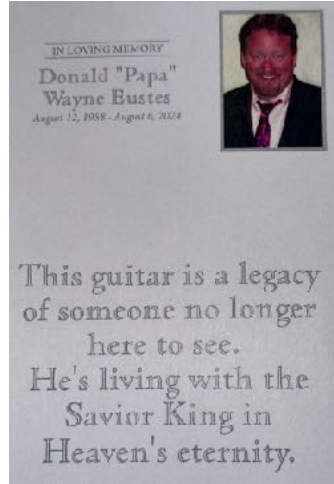 IN LOVING MEMORY
Donald "Papa"
Wayne Eustes
August 12, 1958 - August 6, 2024
This guitar is a legacy
of someone no longer
here to see.
He's living with the
Savior King in
Heaven's eternity.